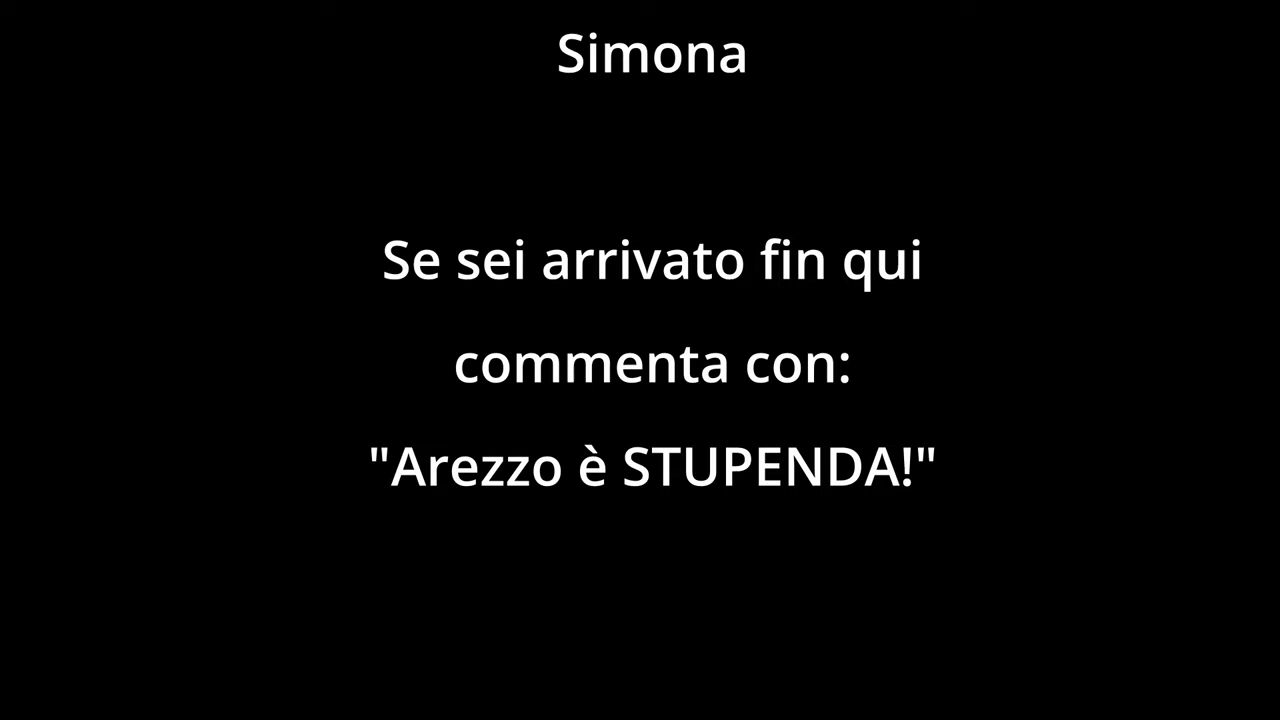 Simona
Se sei arrivato fin qui
commenta con:
"Arezzo è STUPENDA!"